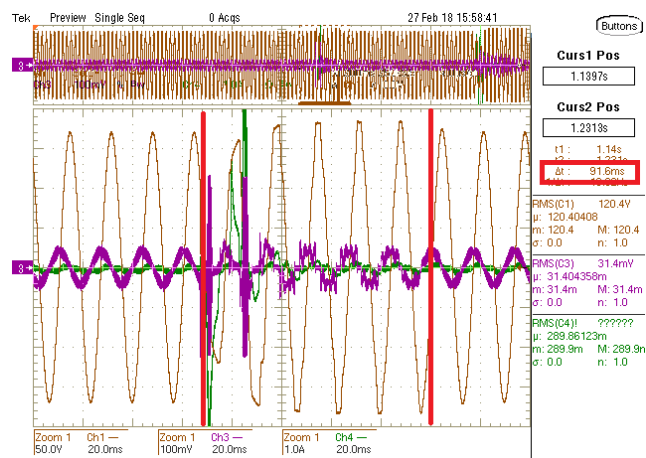 Tek Preview Single Seq 0 Acqs 27 Feb 18 15:58:41
Buttons
Curs1 Pos
1.1397s
Curs2 Pos
1.2313s
t1 : 1.14s
Δt : 91.6ms
RMS(C1) 120.4V
μ: 120.40408
m: 120.4 M: 120.4
σ: 0.0 n: 1.0
RMS(C3) 31.4mV
μ: 31.404358m
m: 31.4m M: 31.4m
σ: 0.0 n: 1.0
RMS(C4)! ??????
μ: 289.86123m
m: 289.9m M: 289.9m
σ: 0.0 n: 1.0
3
Ch3 100mV
3
Zoom 1 Ch1 Zoom 1 Ch3 Zoom 1 Ch4
50.0V 20.0ms 100mV 20.0ms 1.0A 20.0ms